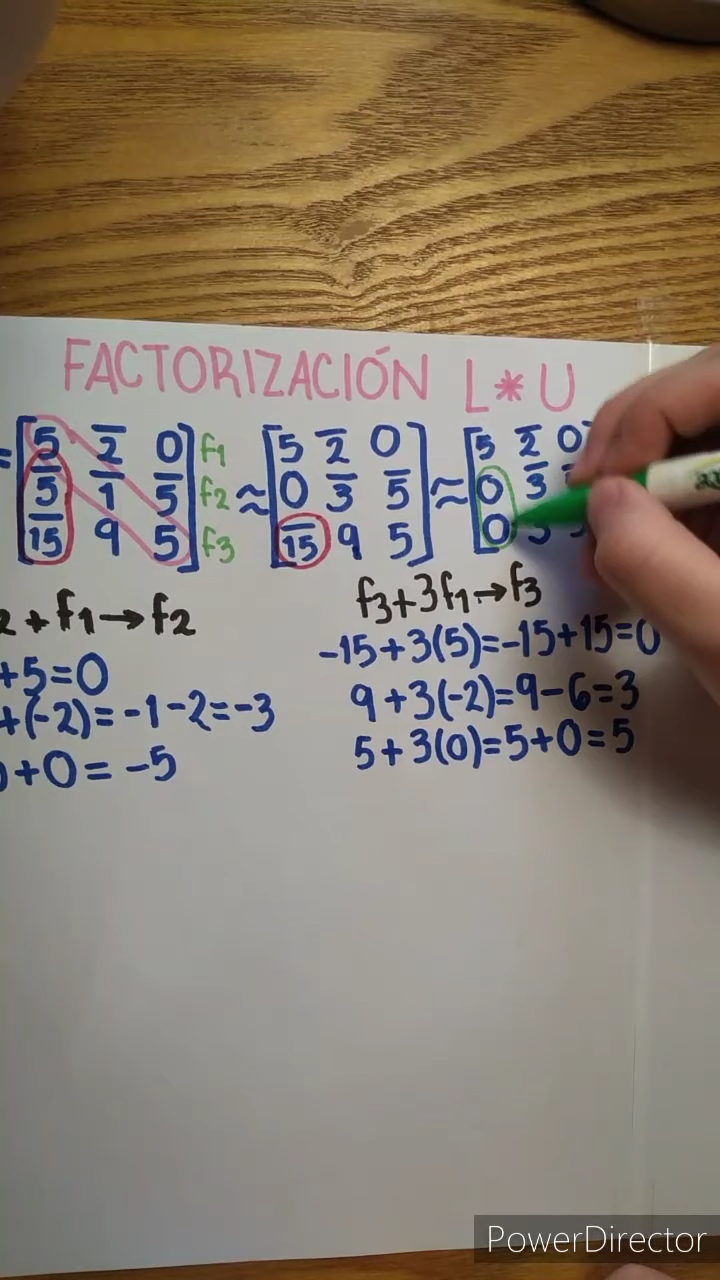 FACTORIZACIÓN L*U
= [5 -2 0] f1 [5 -2 0] [5 -2 0]
[-5 -1 -5] f2 ≈ [0 -3 -5] ≈ [0 -3
[-15 9 5] f3 [-15 9 5] [0 3
2 + f1 → f2
+5=0
+(-2)= -1-2=-3
+0= -5
f3+3f1→f3
-15+3(5)=-15+15=0
9+3(-2)=9-6=3
5+3(0)=5+0=5
PowerDirector